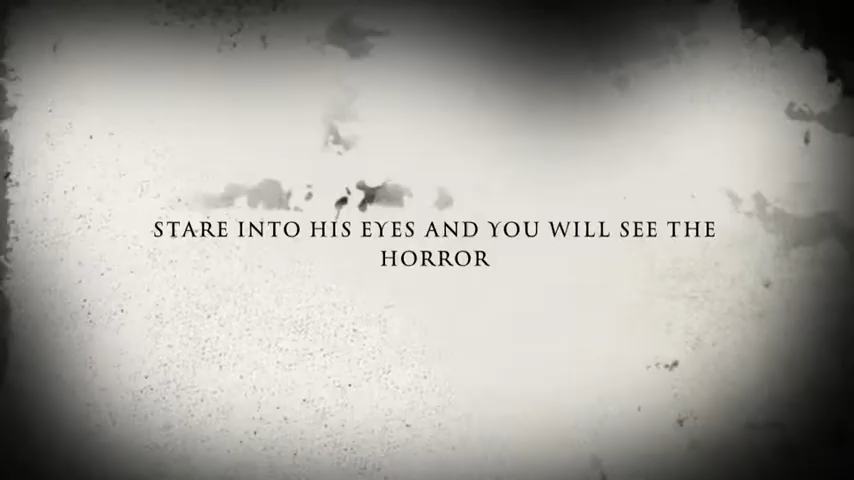 STARE INTO HIS EYES AND YOU WILL SEE THE
HORROR